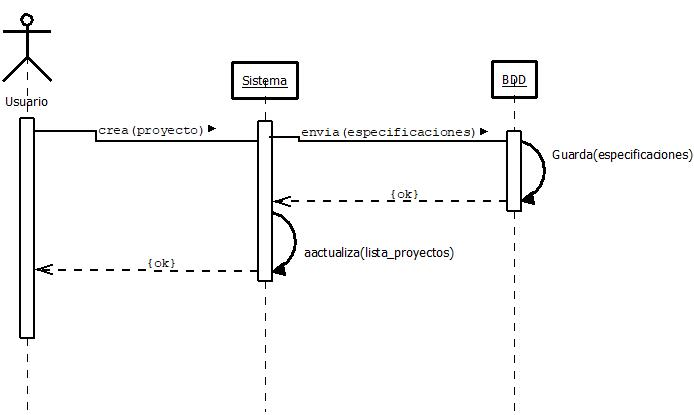 Sistema
BDD
Usuario
crea(proyecto)
envia(especificaciones)
Guarda(especificaciones)
{ok}
aactualiza(lista_proyectos)
{ok}